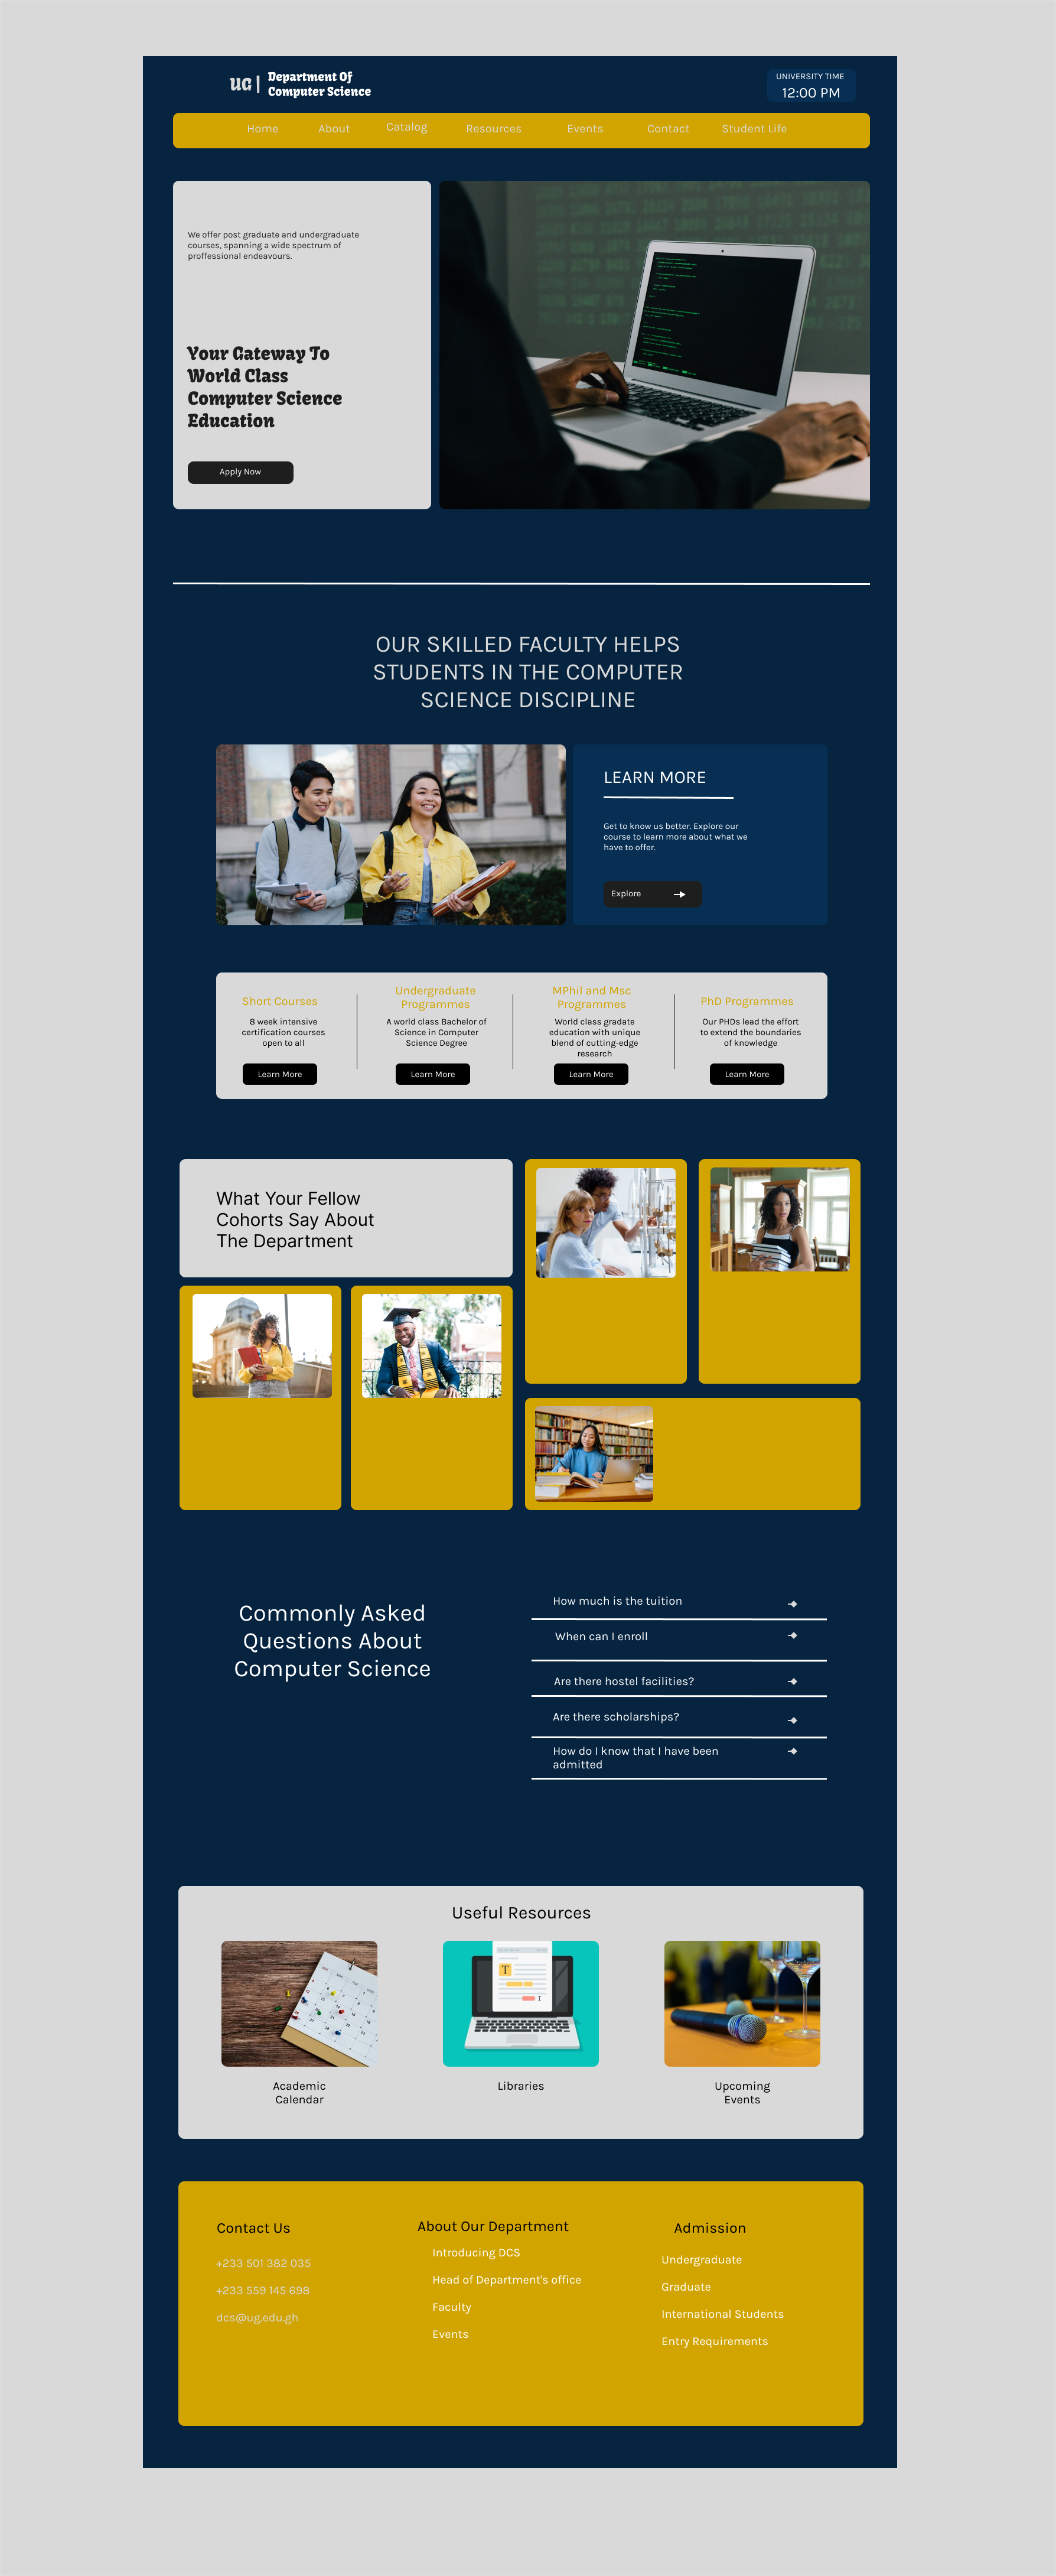 UG | Department Of
Computer Science
UNIVERSITY TIME
12:00 PM
Home About Catalog Resources Events Contact Student Life
We offer post graduate and undergraduate
courses, spanning a wide spectrum of
proffessional endeavours.
Your Gateway To
World Class
Computer Science
Education
Apply Now
OUR SKILLED FACULTY HELPS
STUDENTS IN THE COMPUTER
SCIENCE DISCIPLINE
LEARN MORE
Get to know us better. Explore our
course to learn more about what we
have to offer.
Explore
Short Courses
8 week intensive
certification courses
open to all
Learn More
Undergraduate
Programmes
A world class Bachelor of
Science in Computer
Science Degree
Learn More
MPhil and Msc
Programmes
World class gradate
education with unique
blend of cutting-edge
research
Learn More
PhD Programmes
Our PHDs lead the effort
to extend the boundaries
of knowledge
Learn More
What Your Fellow
Cohorts Say About
The Department
Commonly Asked
Questions About
Computer Science
How much is the tuition
When can I enroll
Are there hostel facilities?
Are there scholarships?
How do I know that I have been
admitted
Useful Resources
T
Academic
Calendar
Libraries
Upcoming
Events
Contact Us
+233 501 382 035
+233 559 145 698
dcs@ug.edu.gh
About Our Department
Introducing DCS
Head of Department's office
Faculty
Events
Admission
Undergraduate
Graduate
International Students
Entry Requirements